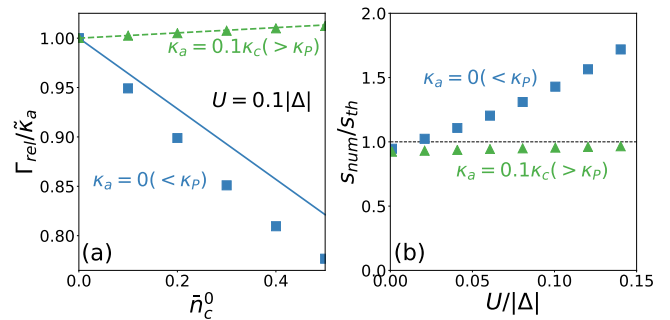 1.00
0.95
0.90
0.85
0.80
Γ_rel/κ̃_a
κ_a = 0.1κ_c(> κ_P)
U = 0.1|Δ|
κ_a = 0(< κ_P)
(a)
0.0 0.2 0.4
n̄_c^0
2.0
1.5
1.0
0.5
0.0
s_num/s_th
κ_a = 0(< κ_P)
κ_a = 0.1κ_c(> κ_P)
(b)
0.00 0.05 0.10 0.15
U/|Δ|